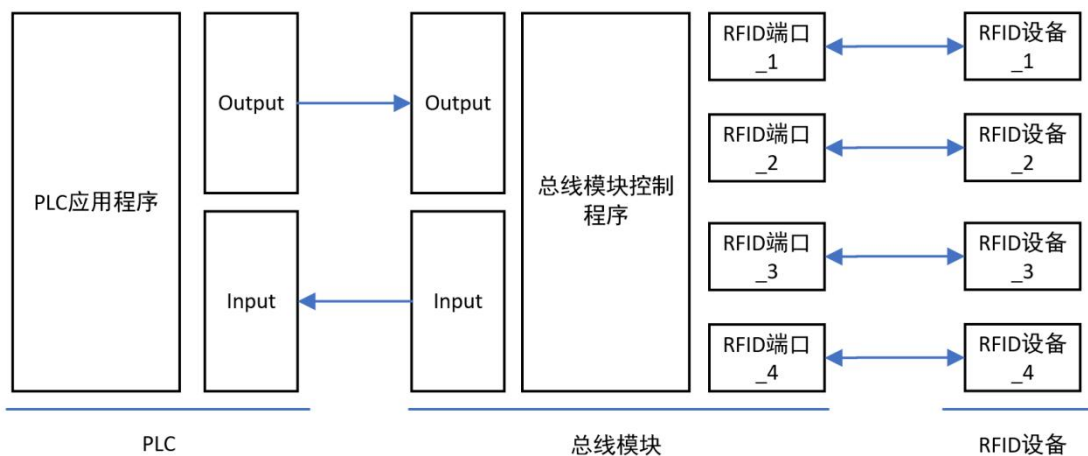 PLC应用程序
Output
Input
Output
Input
总线模块控制
程序
RFID端口
_1
RFID端口
_2
RFID端口
_3
RFID端口
_4
RFID设备
_1
RFID设备
_2
RFID设备
_3
RFID设备
_4
PLC
总线模块
RFID设备